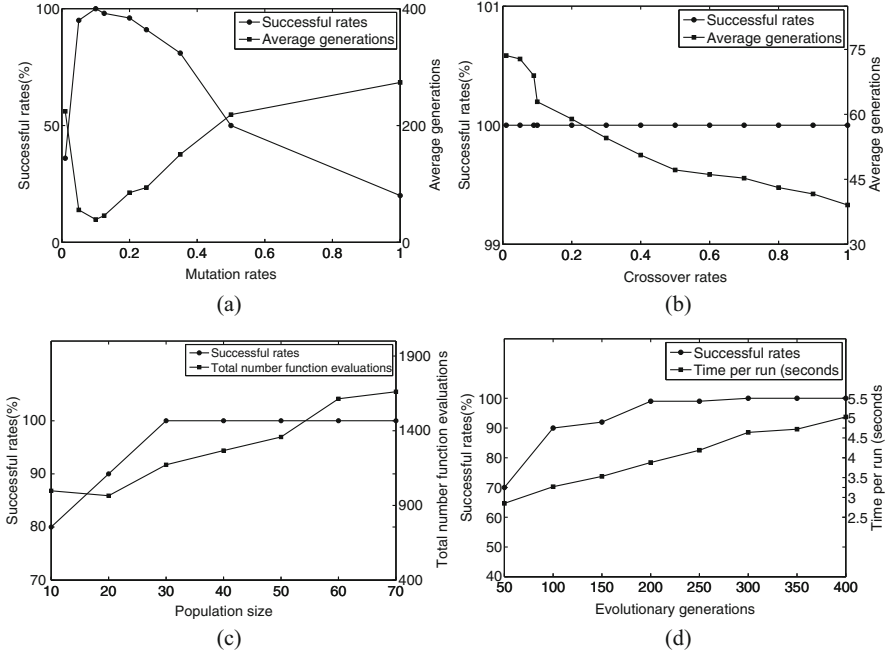 100
50
0
400
200
0
Successful rates(%)
Average generations
Successful rates
Average generations
0 0.2 0.4 0.6 0.8 1
Mutation rates
(a)
101
100
99
75
60
45
30
Successful rates(%)
Average generations
Successful rates
Average generations
0 0.2 0.4 0.6 0.8 1
Crossover rates
(b)
100
90
80
70
1900
1400
900
400
Successful rates(%)
Total number function evaluations
Successful rates
Total number function evaluations
10 20 30 40 50 60 70
Population size
(c)
100
90
80
70
60
50
40
5.5
5
4.5
4
3.5
3
2.5
Successful rates(%)
Time per run (seconds
Successful rates
Time per run (seconds
50 100 150 200 250 300 350 400
Evolutionary generations
(d)